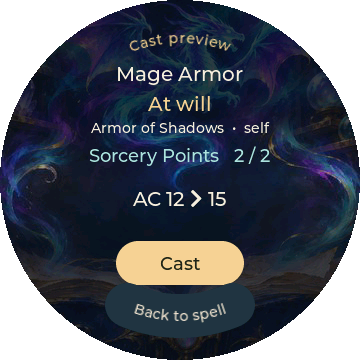 Cast preview
Mage Armor
At will
Armor of Shadows · self
Sorcery Points 2 / 2
AC 12 > 15
Cast
Back to spell